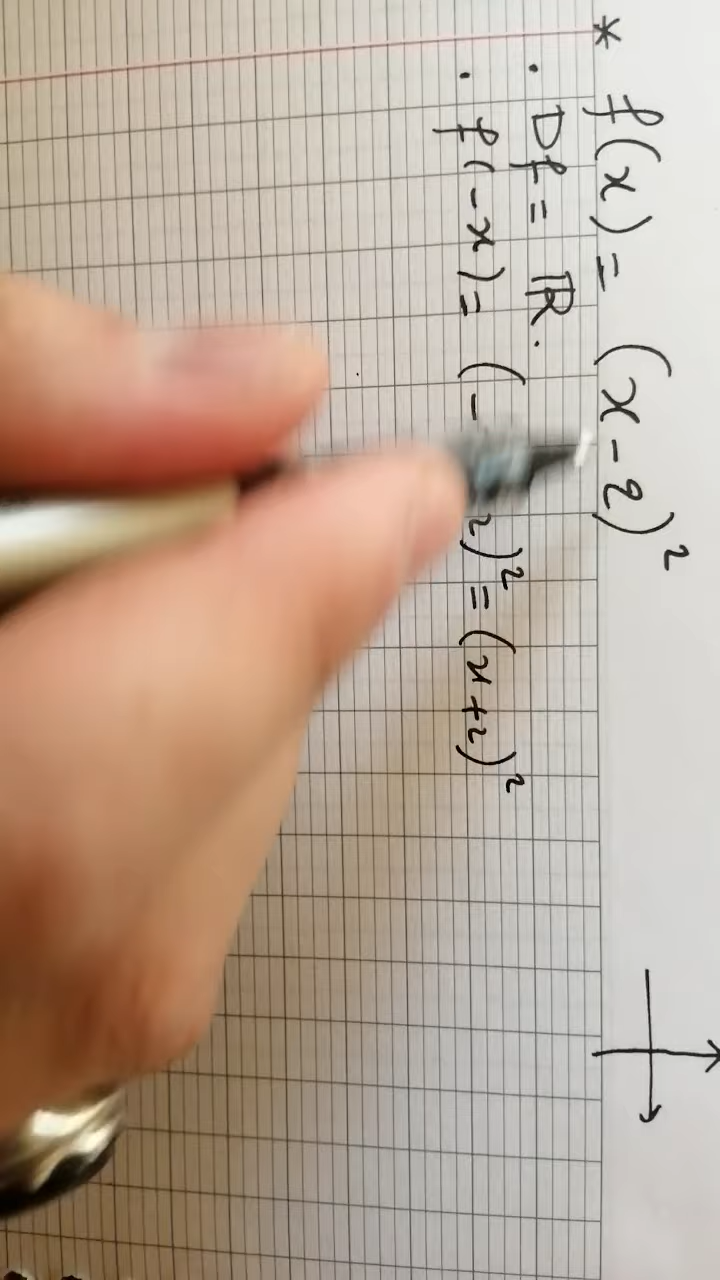 * f(x) = (x-2)²
. Df = ℝ.
. f(-x) = (- 2)² = (x+2)²